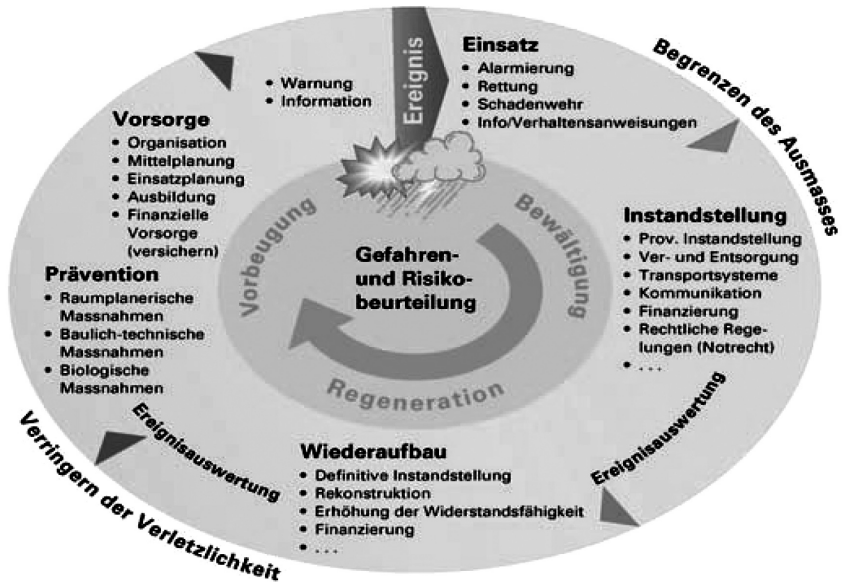 Ereignis
Einsatz
• Alarmierung
• Rettung
• Schadenwehr
• Info/Verhaltensanweisungen
Begrenzen des Ausmasses
Instandstellung
• Prov. Instandstellung
• Ver- und Entsorgung
• Transportsysteme
• Kommunikation
• Finanzierung
• Rechtliche Rege-
lungen (Notrecht)
• . . .
Ereignisauswertung
Wiederaufbau
• Definitive Instandstellung
• Rekonstruktion
• Erhöhung der Widerstandsfähigkeit
• Finanzierung
• . . .
Ereignisauswertung
Verringern der Verletzlichkeit
Prävention
• Raumplanerische
Massnahmen
• Baulich-technische
Massnahmen
• Biologische
Massnahmen
Vorsorge
• Organisation
• Mittelplanung
• Einsatzplanung
• Ausbildung
• Finanzielle
Vorsorge
(versichern)
• Warnung
• Information
Vorbeugung
Bewältigung
Regeneration
Gefahren-
und Risiko-
beurteilung